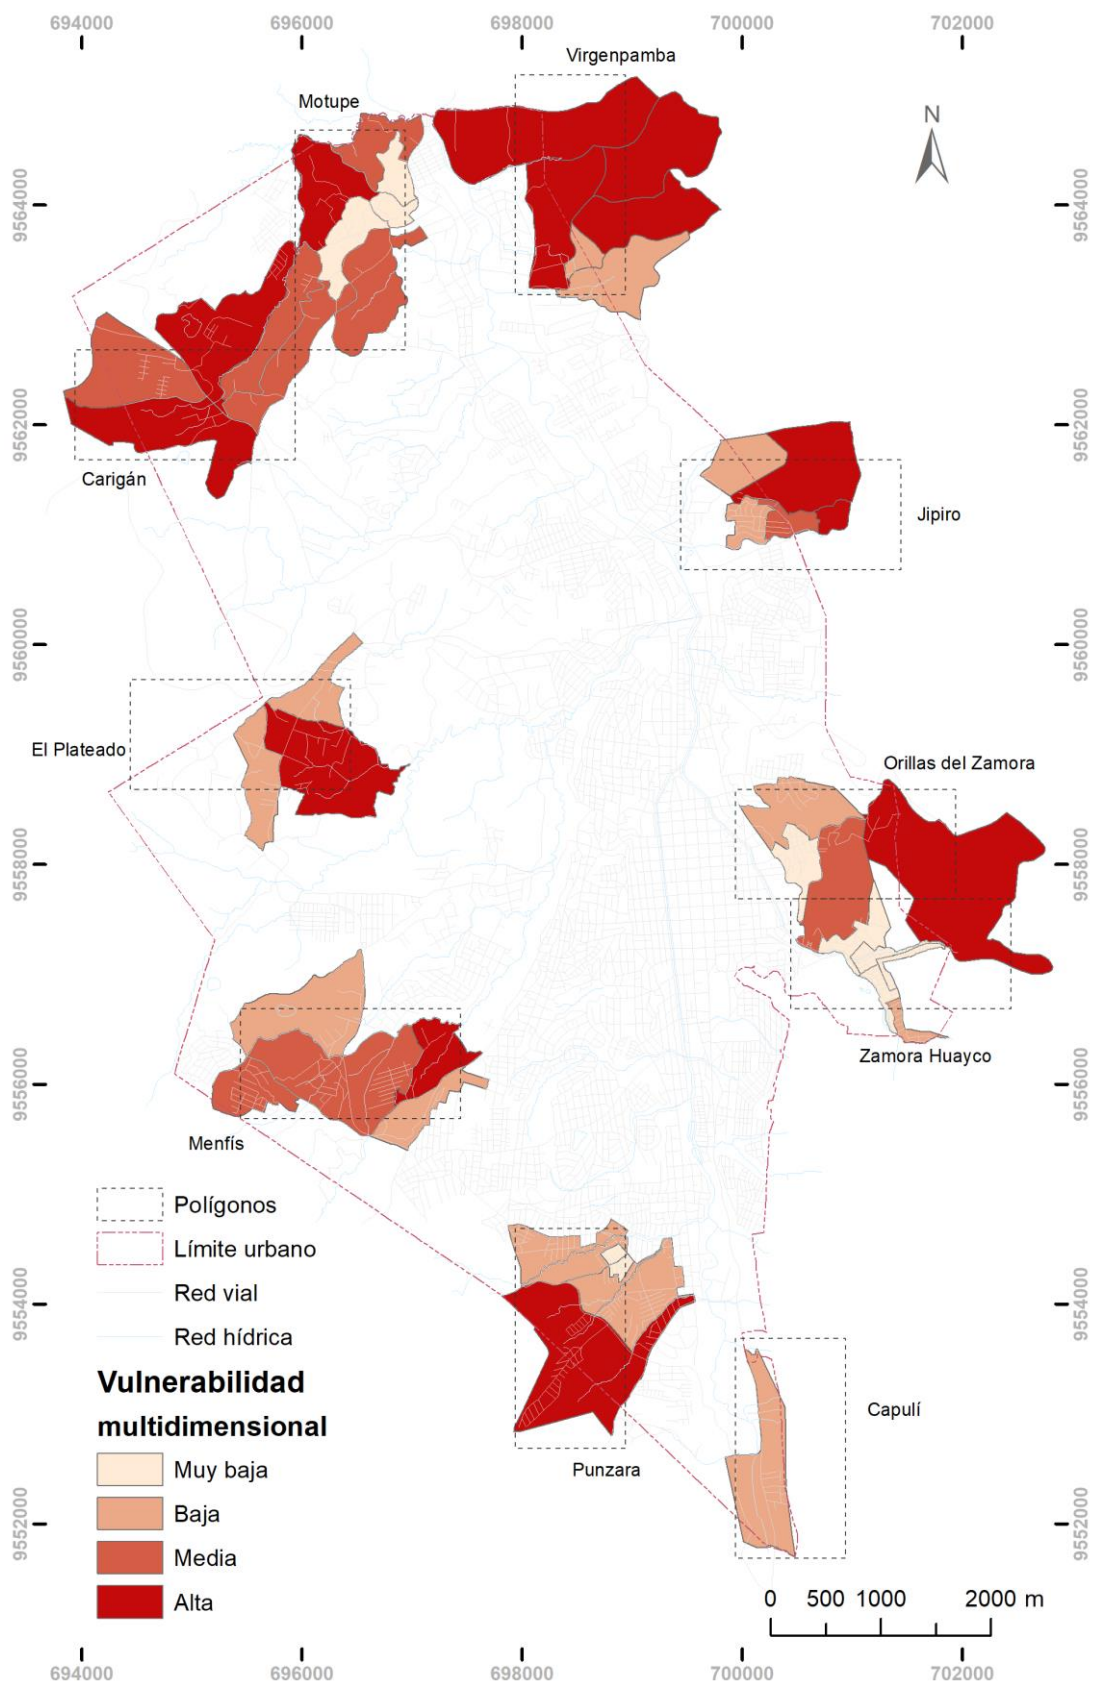 694000 696000 698000 700000 702000
Virgenpamba
Motupe
N
9564000 9564000
9562000 9562000
Carigán
Jipiro
9560000 9560000
El Plateado
Orillas del Zamora
9558000 9558000
Zamora Huayco
9556000 9556000
Menfís
Polígonos
Límite urbano
Red vial
9554000 9554000
Red hídrica
Vulnerabilidad
multidimensional
Capulí
Muy baja
Punzara
Baja
9552000 9552000
Media
Alta
0 500 1000 2000 m
694000 696000 698000 700000 702000